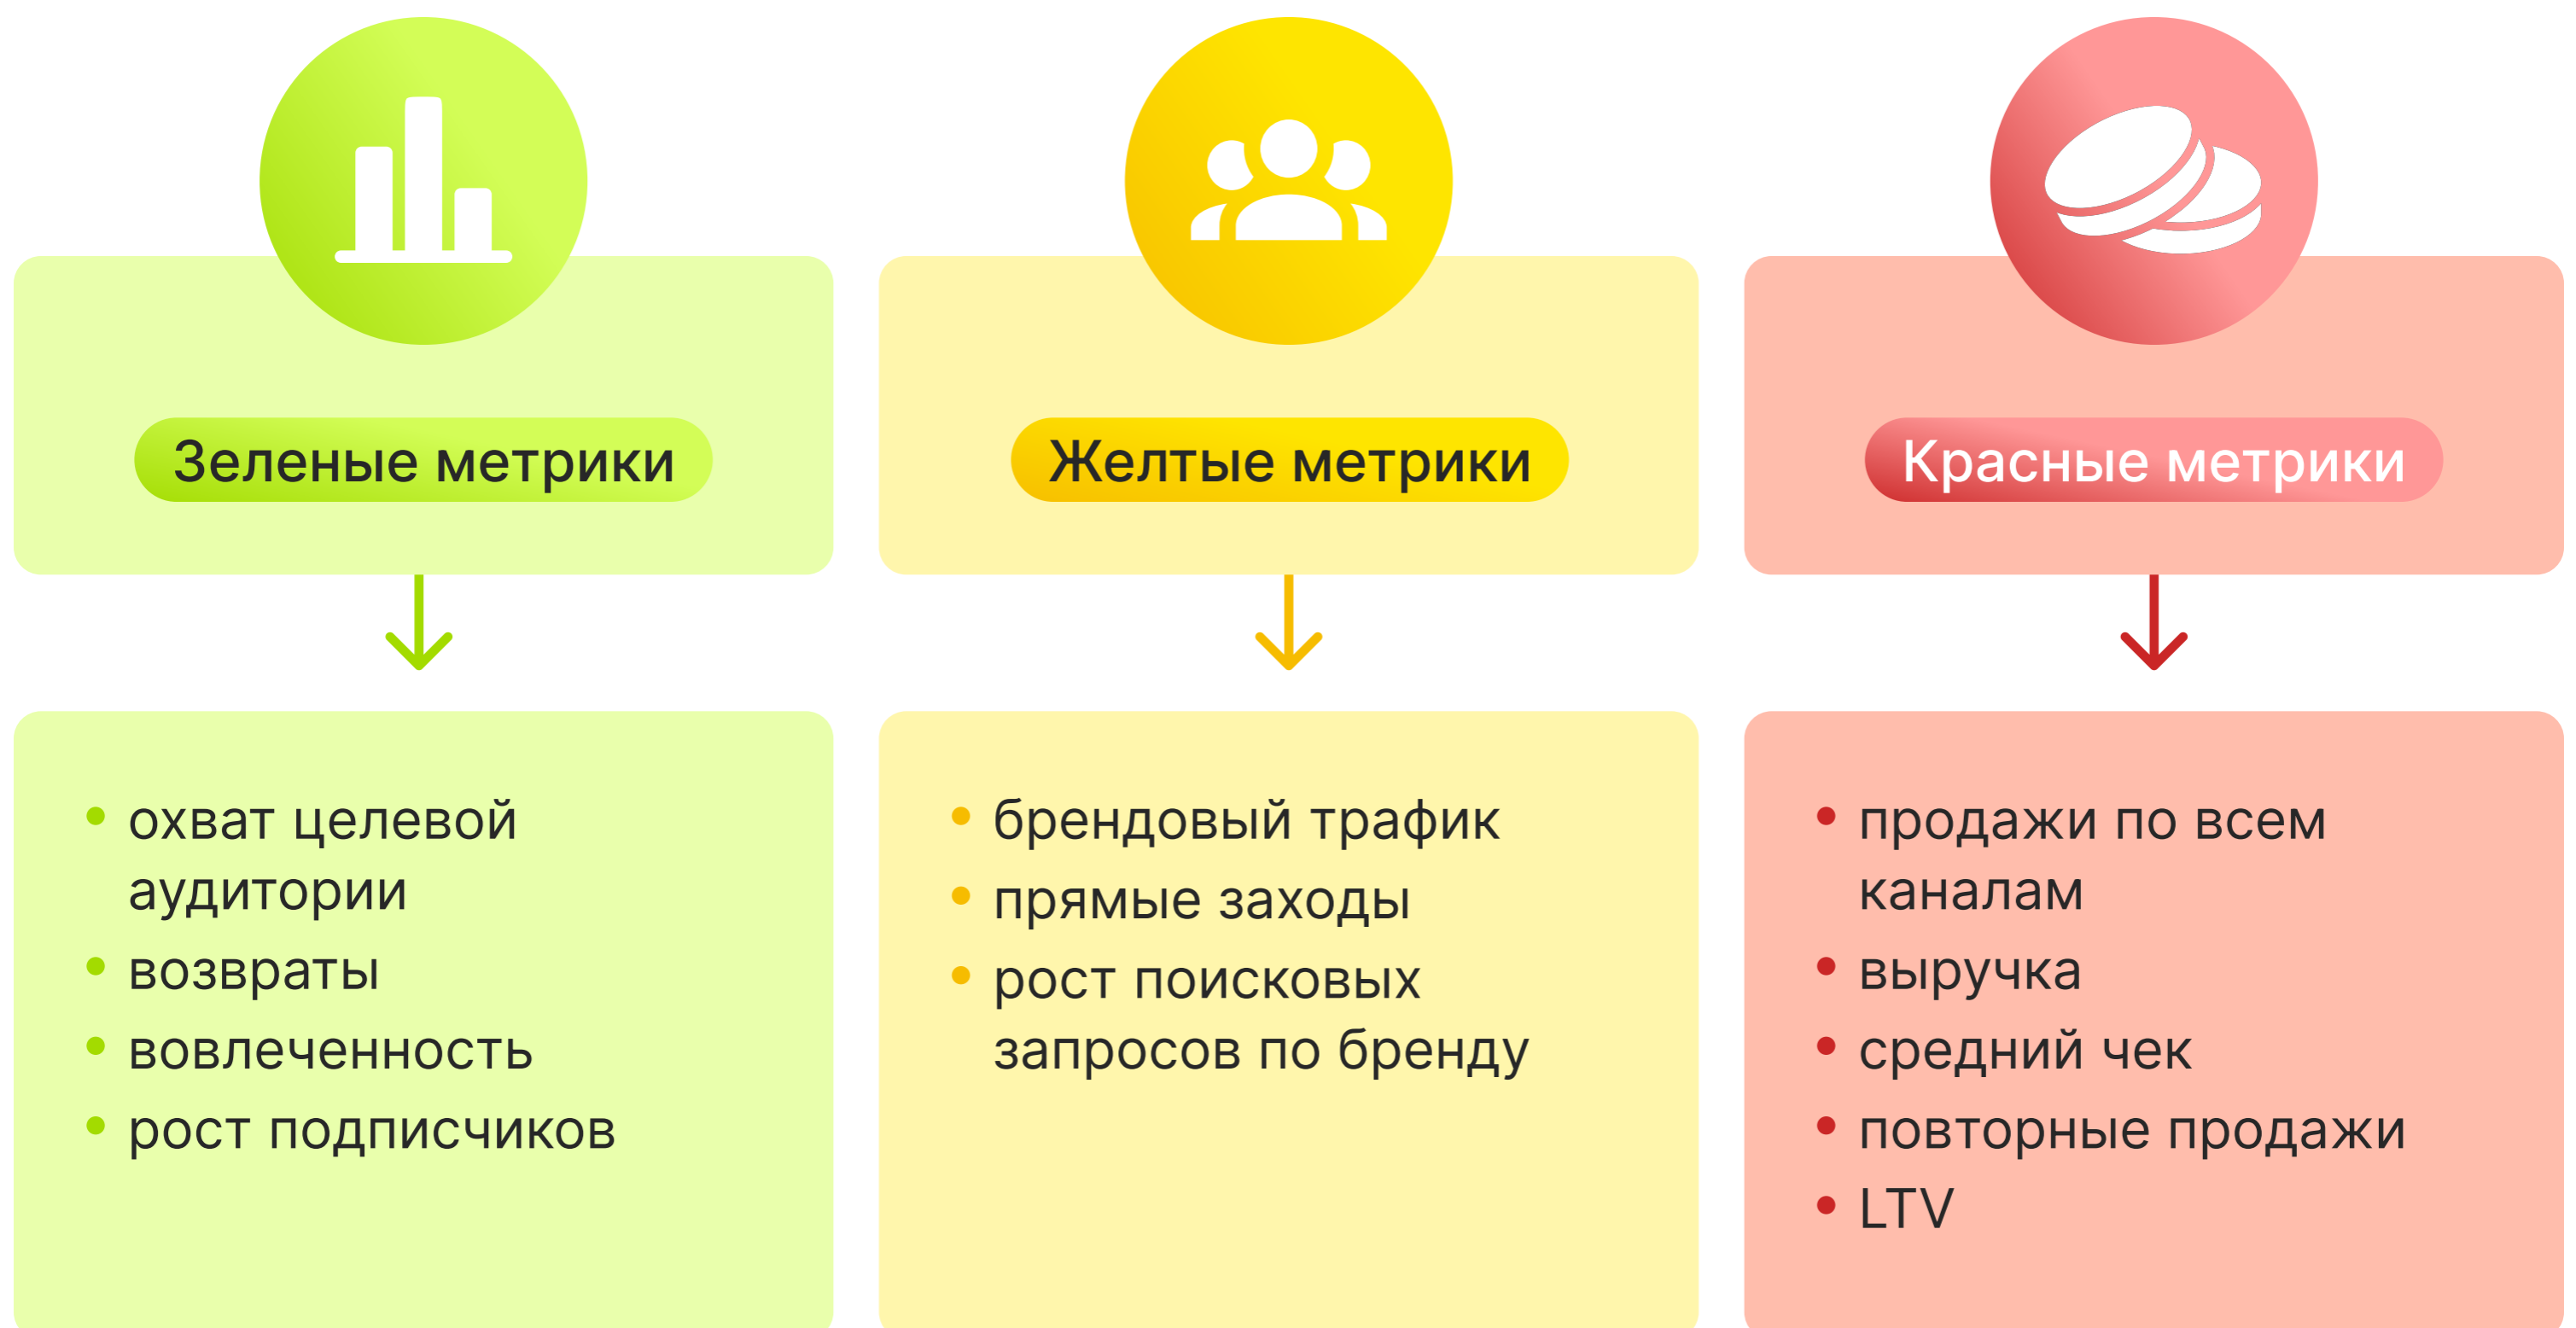 Зеленые метрики
охват целевой
аудитории
возвраты
вовлеченность
рост подписчиков
Желтые метрики
брендовый трафик
прямые заходы
рост поисковых
запросов по бренду
Красные метрики
продажи по всем
каналам
выручка
средний чек
повторные продажи
LTV